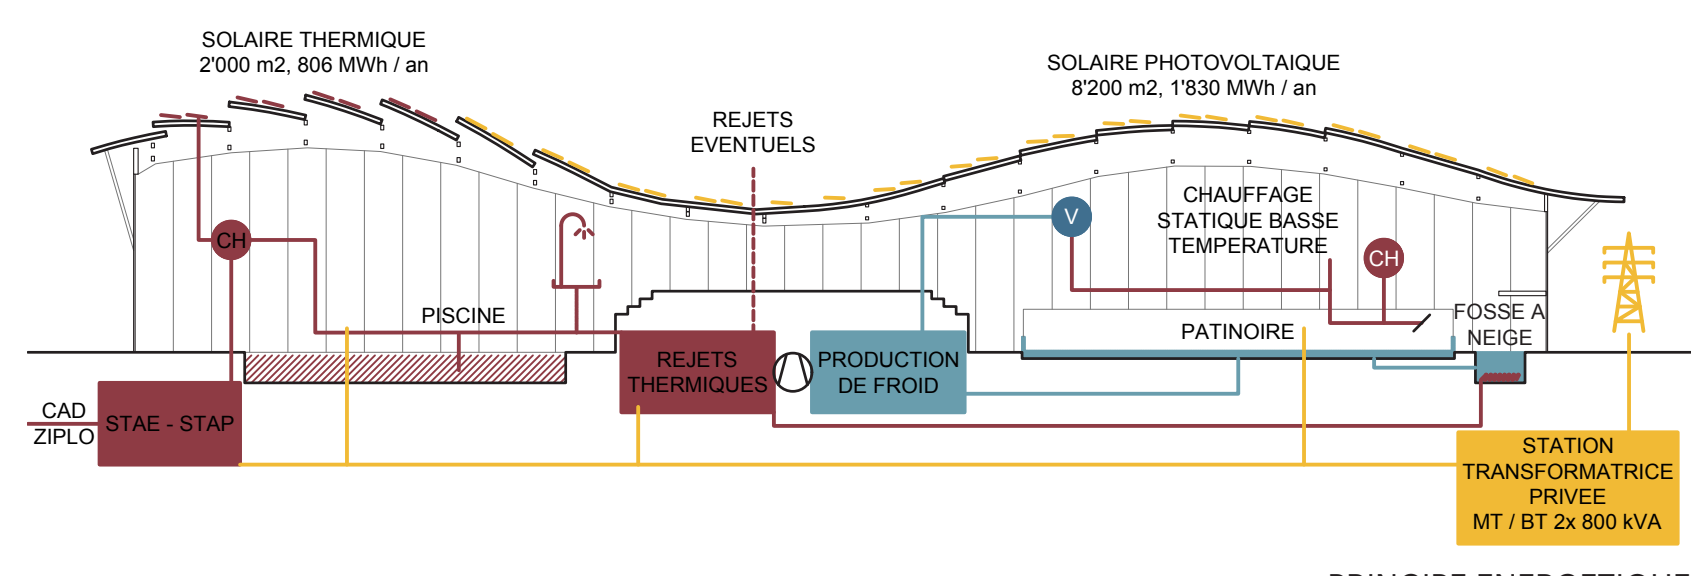 SOLAIRE THERMIQUE
2'000 m2, 806 MWh / an
SOLAIRE PHOTOVOLTAIQUE
8'200 m2, 1'830 MWh / an
REJETS
EVENTUELS
CHAUFFAGE
STATIQUE BASSE
TEMPERATURE
V
CH
CH
PISCINE
PATINOIRE
FOSSE A
NEIGE
REJETS
THERMIQUES
PRODUCTION
DE FROID
CAD
ZIPLO
STAE - STAP
STATION
TRANSFORMATRICE
PRIVEE
MT / BT 2x 800 kVA
PRINCIPE ENERGETIQUE